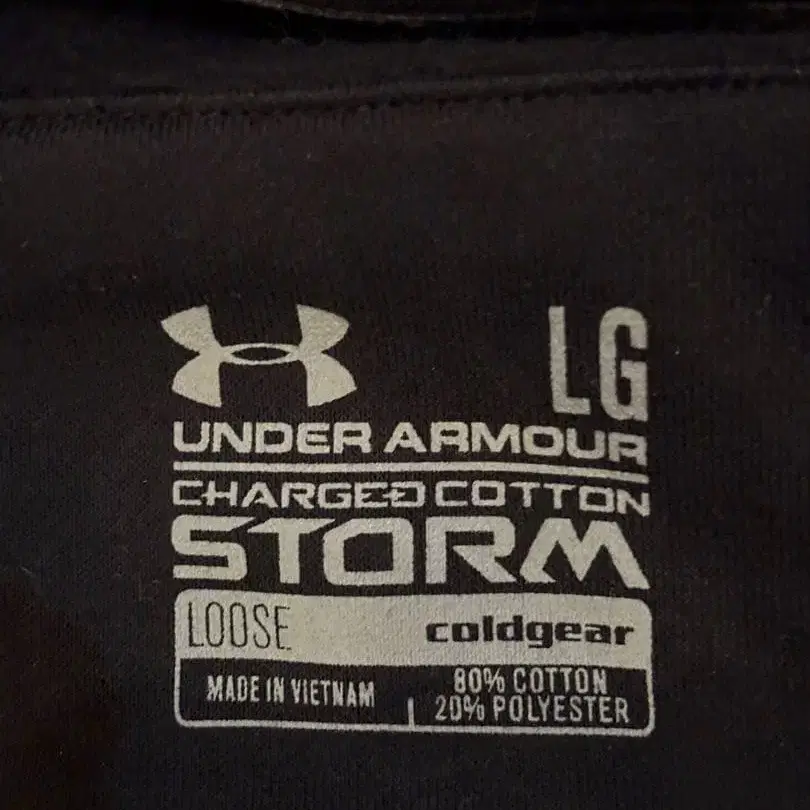 LG
UNDER ARMOUR
CHARGED COTTON
STORM
LOOSE coldgear
MADE IN VIETNAM
80% COTTON
20% POLYESTER